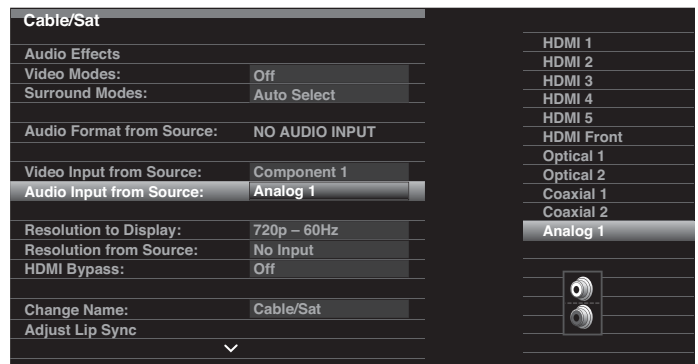 Cable/Sat
Audio Effects
Video Modes: Off
Surround Modes: Auto Select
Audio Format from Source: NO AUDIO INPUT
Video Input from Source: Component 1
Audio Input from Source: Analog 1
Resolution to Display: 720p – 60Hz
Resolution from Source: No Input
HDMI Bypass: Off
Change Name: Cable/Sat
Adjust Lip Sync
HDMI 1
HDMI 2
HDMI 3
HDMI 4
HDMI 5
HDMI Front
Optical 1
Optical 2
Coaxial 1
Coaxial 2
Analog 1